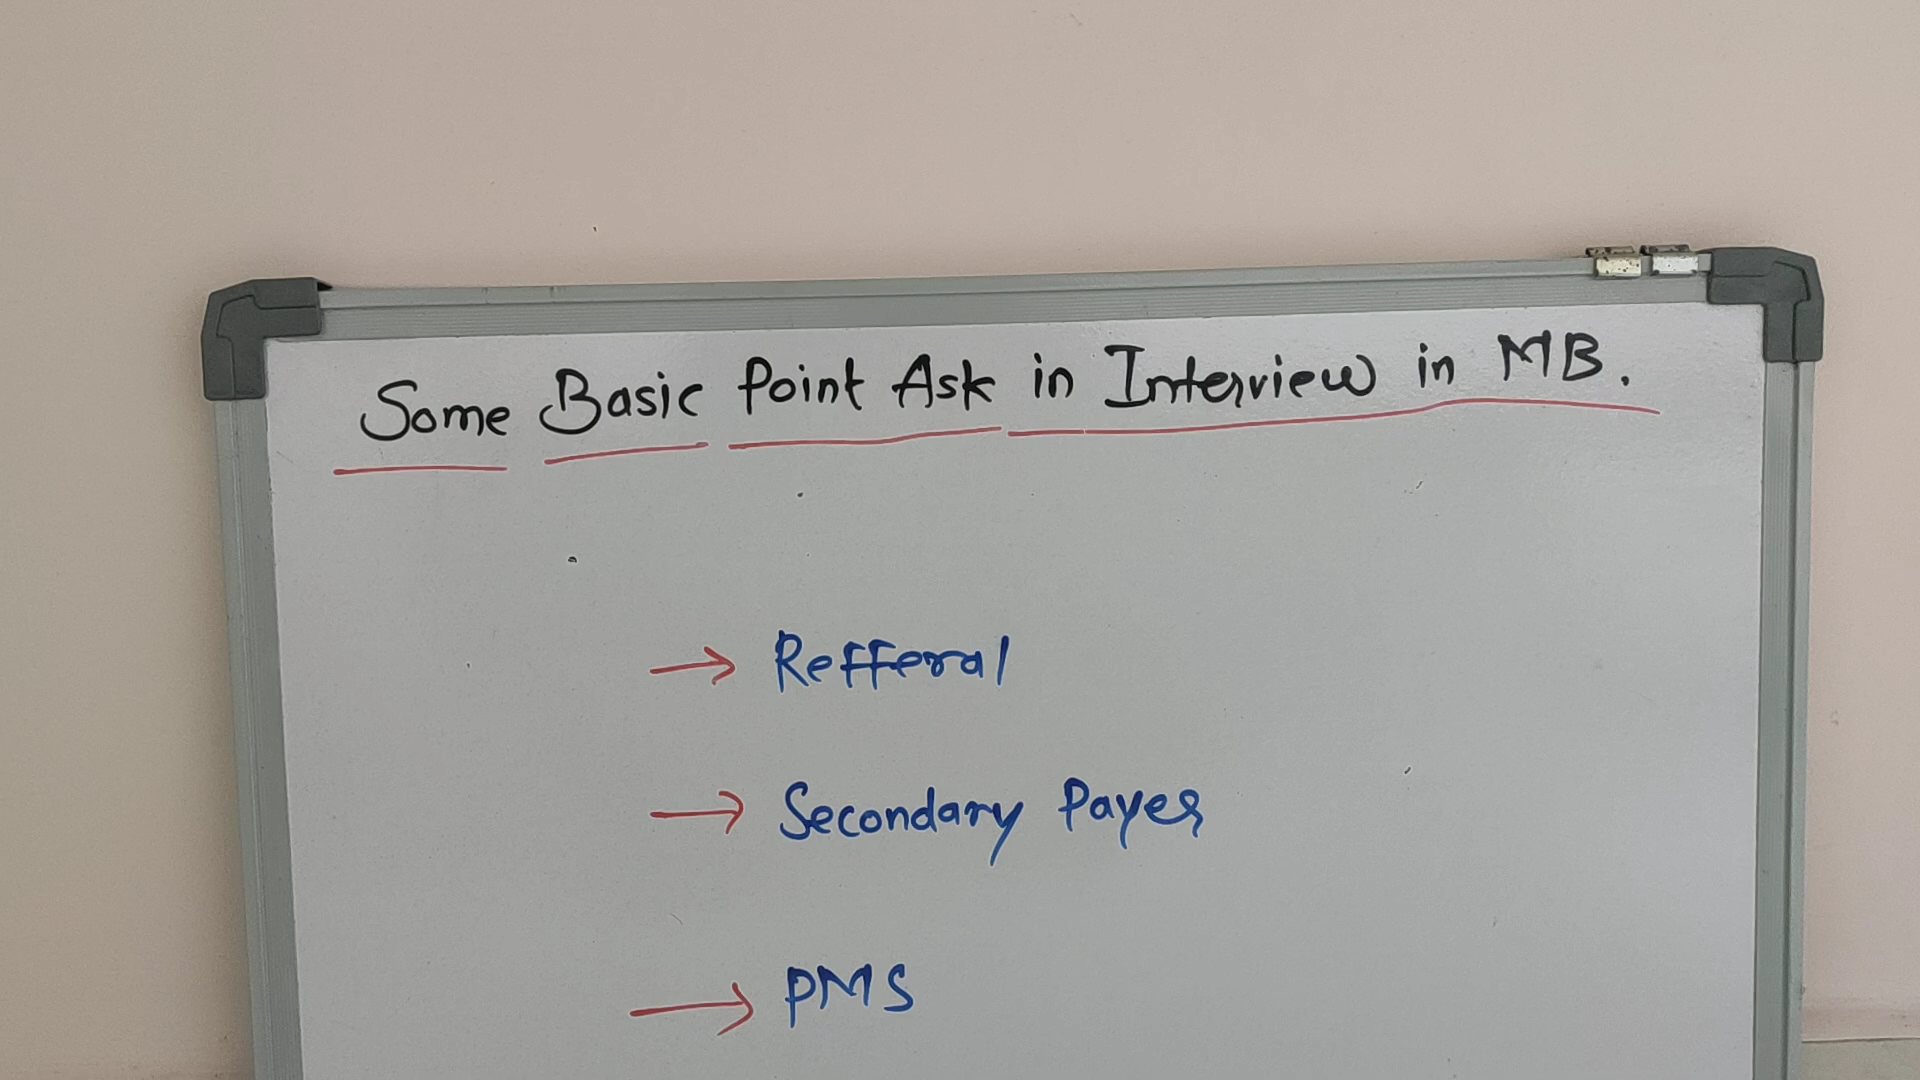 Some Basic Point Ask in Interview in MB.
→ Refferal
→ Secondary Payer
→ PMS